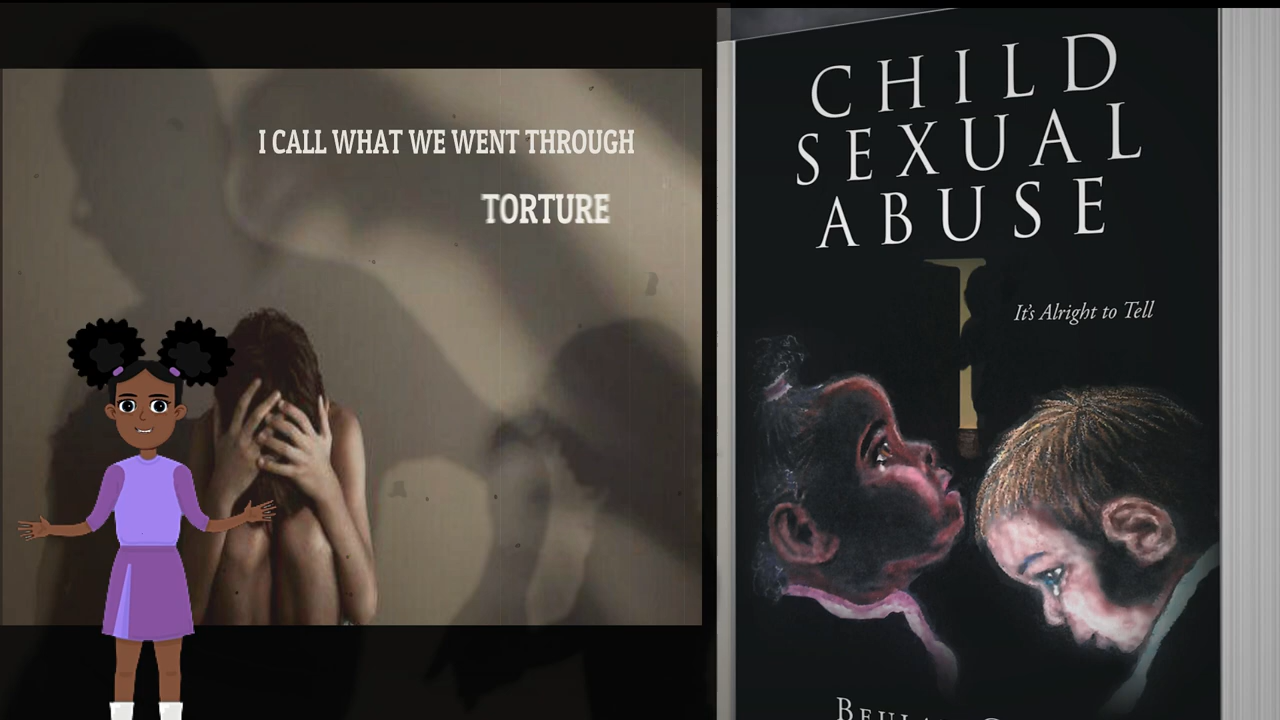 I CALL WHAT WE WENT THROUGH
TORTURE
CHILD
SEXUAL
ABUSE
It's Alright to Tell